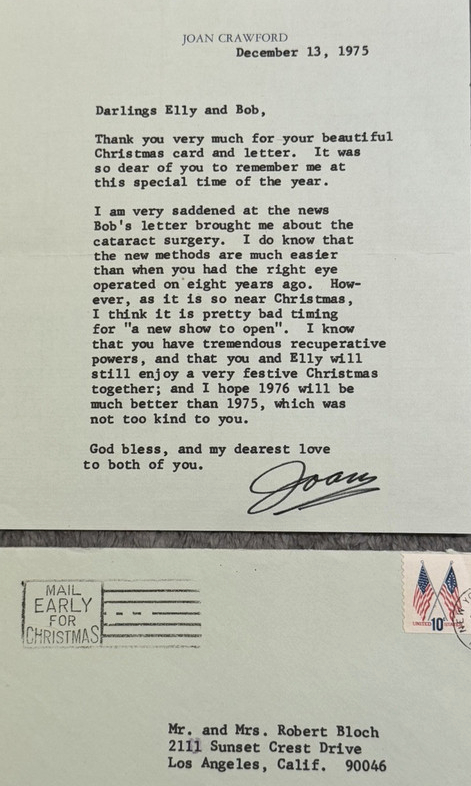 JOAN CRAWFORD
December 13, 1975
Darlings Elly and Bob,
Thank you very much for your beautiful
Christmas card and letter. It was
so dear of you to remember me at
this special time of the year.
I am very saddened at the news
Bob's letter brought me about the
cataract surgery. I do know that
the new methods are much easier
than when you had the right eye
operated on eight years ago. How-
ever, as it is so near Christmas,
I think it is pretty bad timing
for "a new show to open". I know
that you have tremendous recuperative
powers, and that you and Elly will
still enjoy a very festive Christmas
together; and I hope 1976 will be
much better than 1975, which was
not too kind to you.
God bless, and my dearest love
to both of you.
Joan
MAIL
EARLY
FOR
CHRISTMAS
10c
Mr. and Mrs. Robert Bloch
2111 Sunset Crest Drive
Los Angeles, Calif. 90046